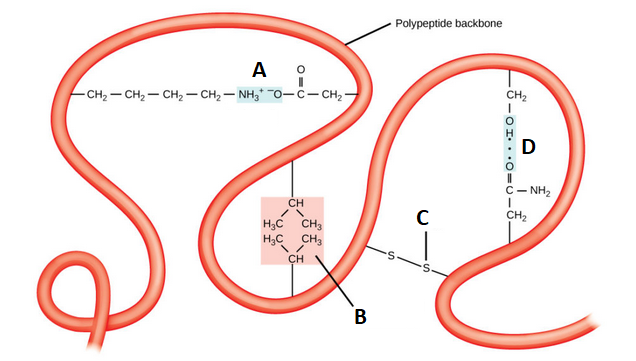 Polypeptide backbone
A
O
CH₂ — CH₂ — CH₂ — CH₂ — NH₃⁺ ⁻O — C — CH₂
CH₂
O
H
D
O
C — NH₂
CH₂
CH
H₃C CH₃
H₃C CH₃
CH
C
S
S
B